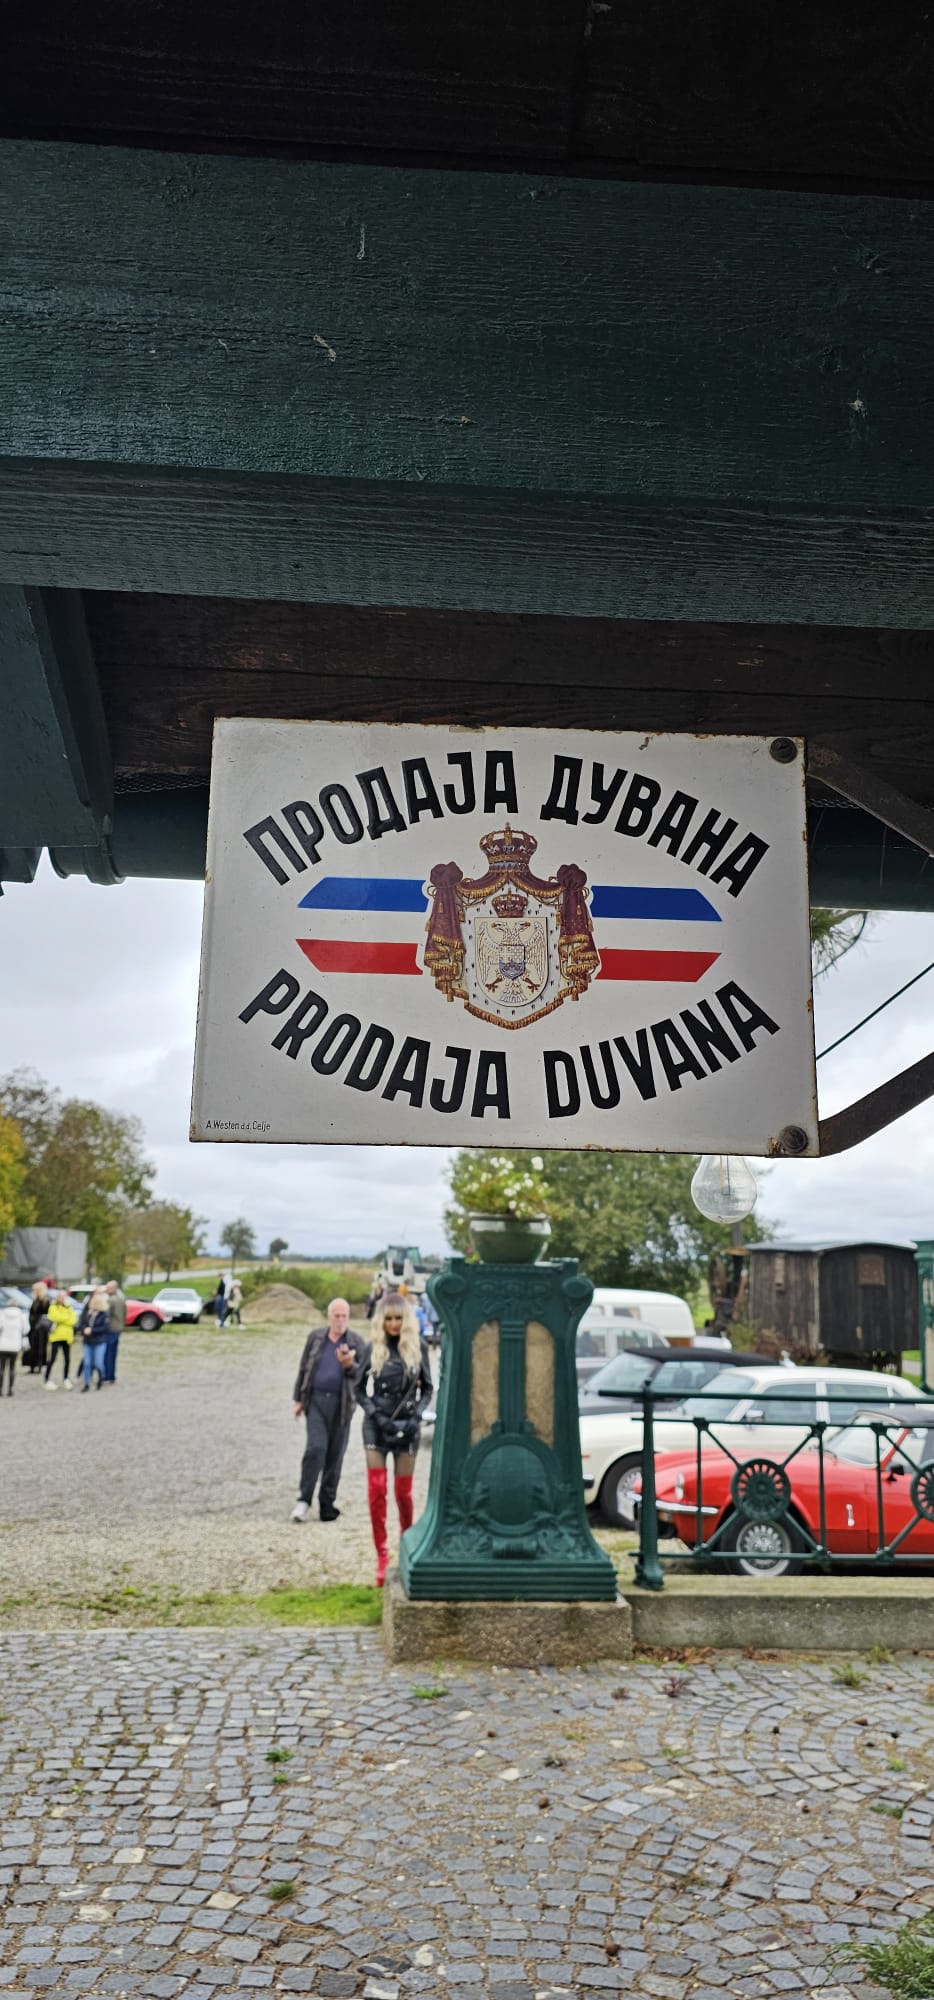 ПРОДАЈА ДУВАНА
PRODAJA DUVANA
A. Westen d.d. Celje